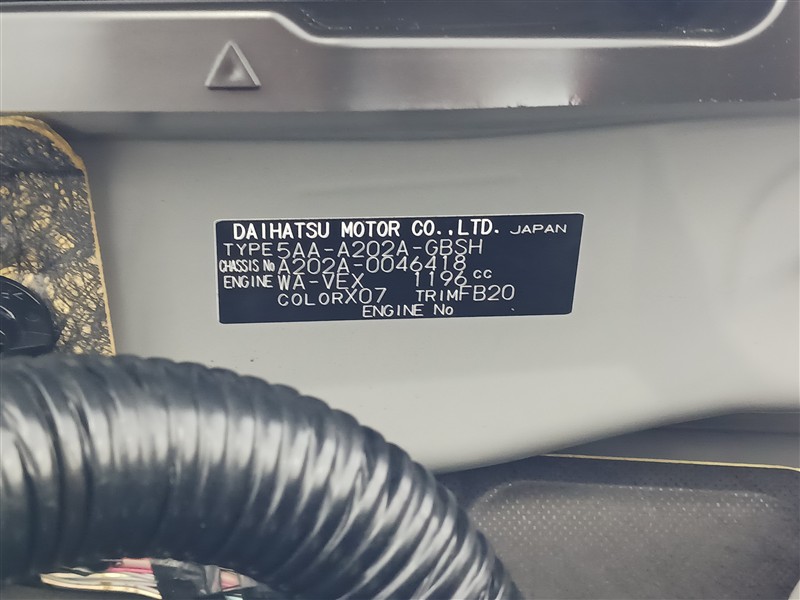 DAIHATSU MOTOR CO.,LTD. JAPAN
TYPE 5AA-A202A-GBSH
CHASSIS No A202A-0046418
ENGINE WA-VEX 1196 cc
COLOR X07 TRIM FB20
ENGINE No